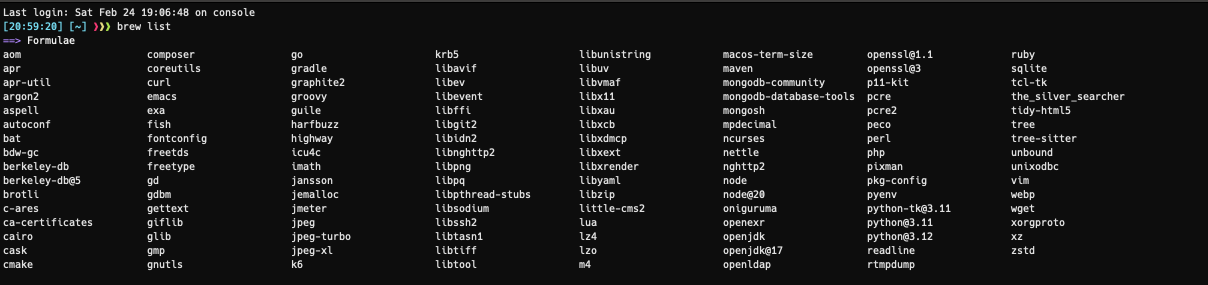 Last login: Sat Feb 24 19:06:48 on console
[20:59:20] [~] ❯❯❯ brew list
==> Formulae
aom composer go krb5 libunistring macos-term-size openssl@1.1 ruby
apr coreutils gradle libavif libuv maven openssl@3 sqlite
apr-util curl graphite2 libev libvmaf mongodb-community p11-kit tcl-tk
argon2 emacs groovy libevent libx11 mongodb-database-tools pcre the_silver_searcher
aspell exa guile libffi libxau mongosh pcre2 tidy-html5
autoconf fish harfbuzz libgit2 libxcb mpdecimal peco tree
bat fontconfig highway libidn2 libxdmcp ncurses perl tree-sitter
bdw-gc freetds icu4c libnghttp2 libxext nettle php unbound
berkeley-db freetype imath libpng libxrender nghttp2 pixman unixodbc
berkeley-db@5 gd jansson libpq libyaml node pkg-config vim
brotli gdbm jemalloc libpthread-stubs libzip node@20 pyenv webp
c-ares gettext jmeter libsodium little-cms2 oniguruma python-tk@3.11 wget
ca-certificates giflib jpeg libssh2 lua openexr python@3.11 xorgproto
cairo glib jpeg-turbo libtasn1 lz4 openjdk python@3.12 xz
cask gmp jpeg-xl libtiff lzo openjdk@17 readline zstd
cmake gnutls k6 libtool m4 openldap rtmpdump